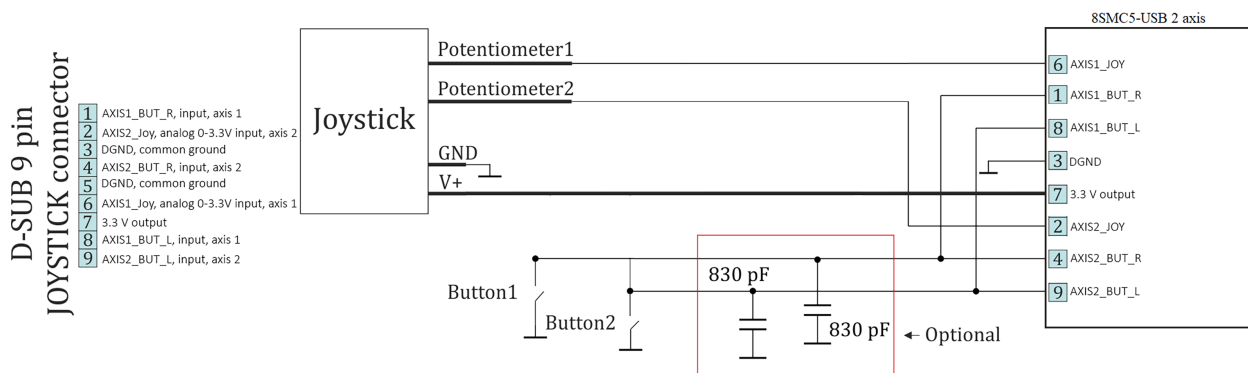 8SMC5-USB 2 axis
D-SUB 9 pin
JOYSTICK connector
1 AXIS1_BUT_R, input, axis 1
2 AXIS2_Joy, analog 0-3.3V input, axis 2
3 DGND, common ground
4 AXIS2_BUT_R, input, axis 2
5 DGND, common ground
6 AXIS1_Joy, analog 0-3.3V input, axis 1
7 3.3 V output
8 AXIS1_BUT_L, input, axis 1
9 AXIS2_BUT_L, input, axis 2
Joystick
Potentiometer1
Potentiometer2
GND
V+
6 AXIS1_JOY
1 AXIS1_BUT_R
8 AXIS1_BUT_L
3 DGND
7 3.3 V output
2 AXIS2_JOY
4 AXIS2_BUT_R
9 AXIS2_BUT_L
Button1
Button2
830 pF
830 pF
Optional